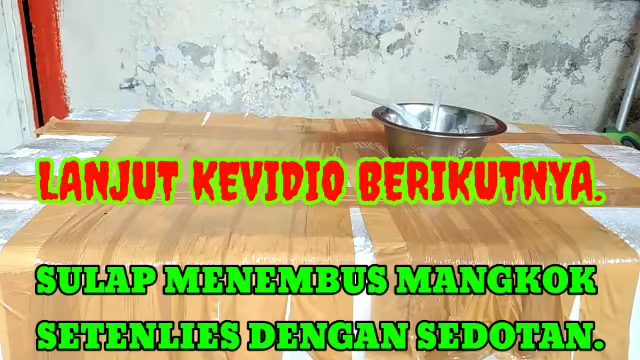 LANJUT KEVIDIO BERIKUTNYA.
SULAP MENEMBUS MANGKOK
SETENLIES DENGAN SEDOTAN.